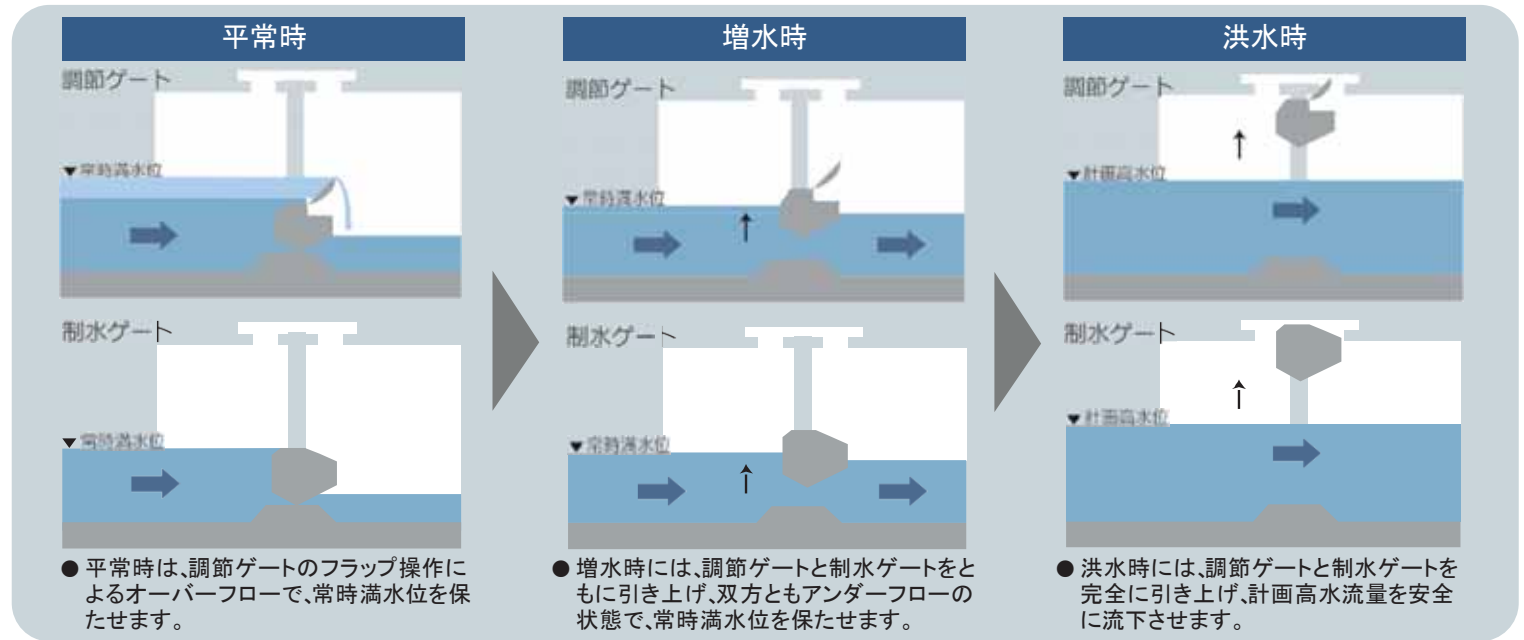 平常時
調節ゲート
▼常時満水位
制水ゲート
▼常時満水位
● 平常時は、調節ゲートのフラップ操作に
よるオーバーフローで、常時満水位を保
たせます。
増水時
調節ゲート
▼常時満水位
制水ゲート
▼常時満水位
● 増水時には、調節ゲートと制水ゲートをと
もに引き上げ、双方ともアンダーフローの
状態で、常時満水位を保たせます。
洪水時
調節ゲート
▼計画高水位
制水ゲート
▼計画高水位
● 洪水時には、調節ゲートと制水ゲートを
完全に引き上げ、計画高水流量を安全
に流下させます。